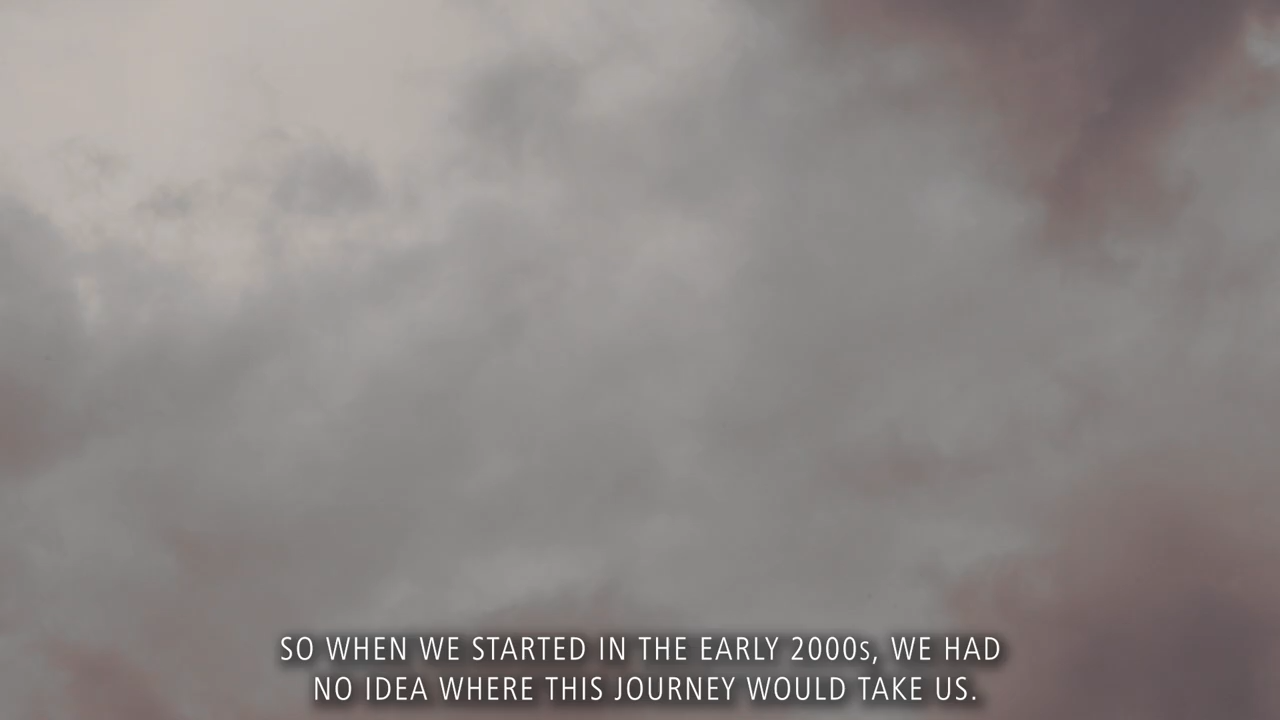 SO WHEN WE STARTED IN THE EARLY 2000s, WE HAD
NO IDEA WHERE THIS JOURNEY WOULD TAKE US.